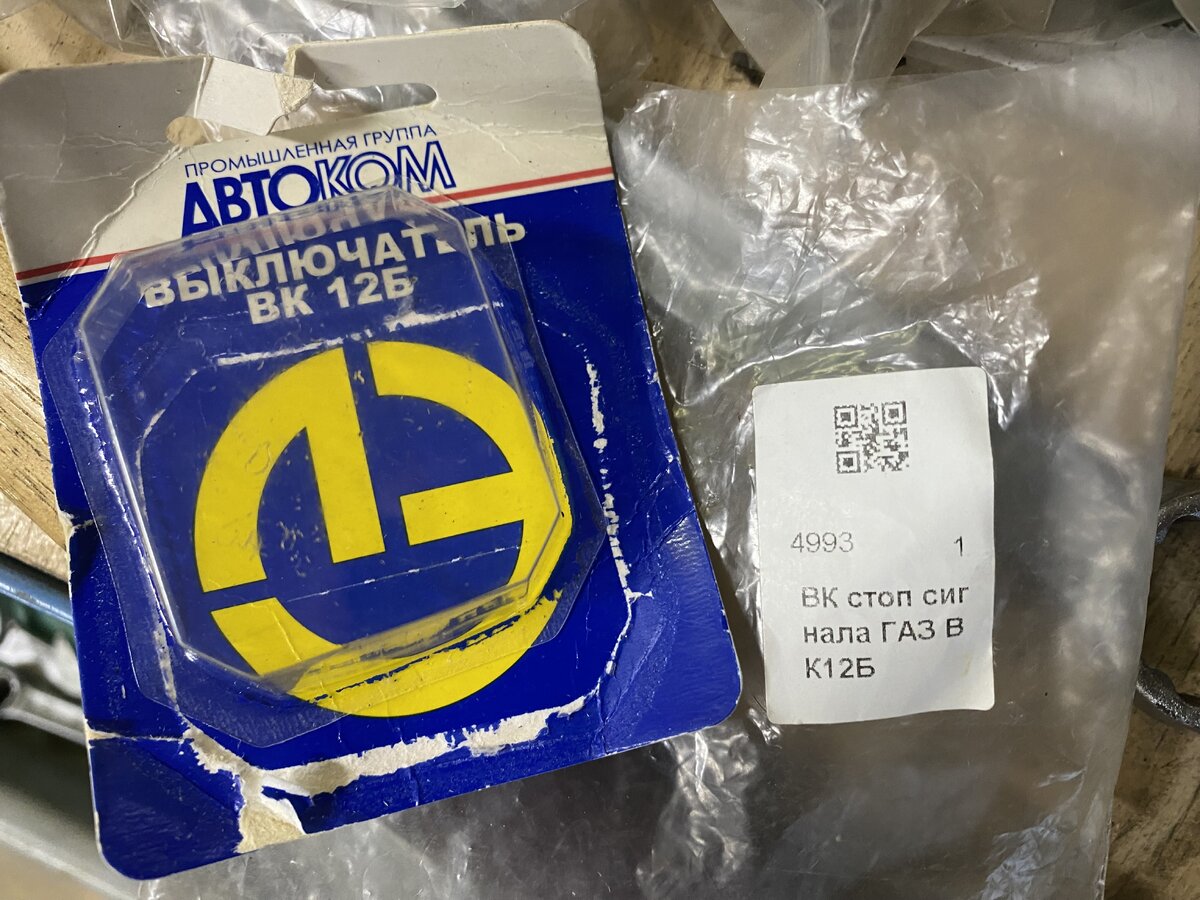 ПРОМЫШЛЕННАЯ ГРУППА
АВТОКОМ
ВЫКЛЮЧАТЕЛЬ
ВК 12Б
4993 1
ВК стоп сиг
нала ГАЗ В
К12Б